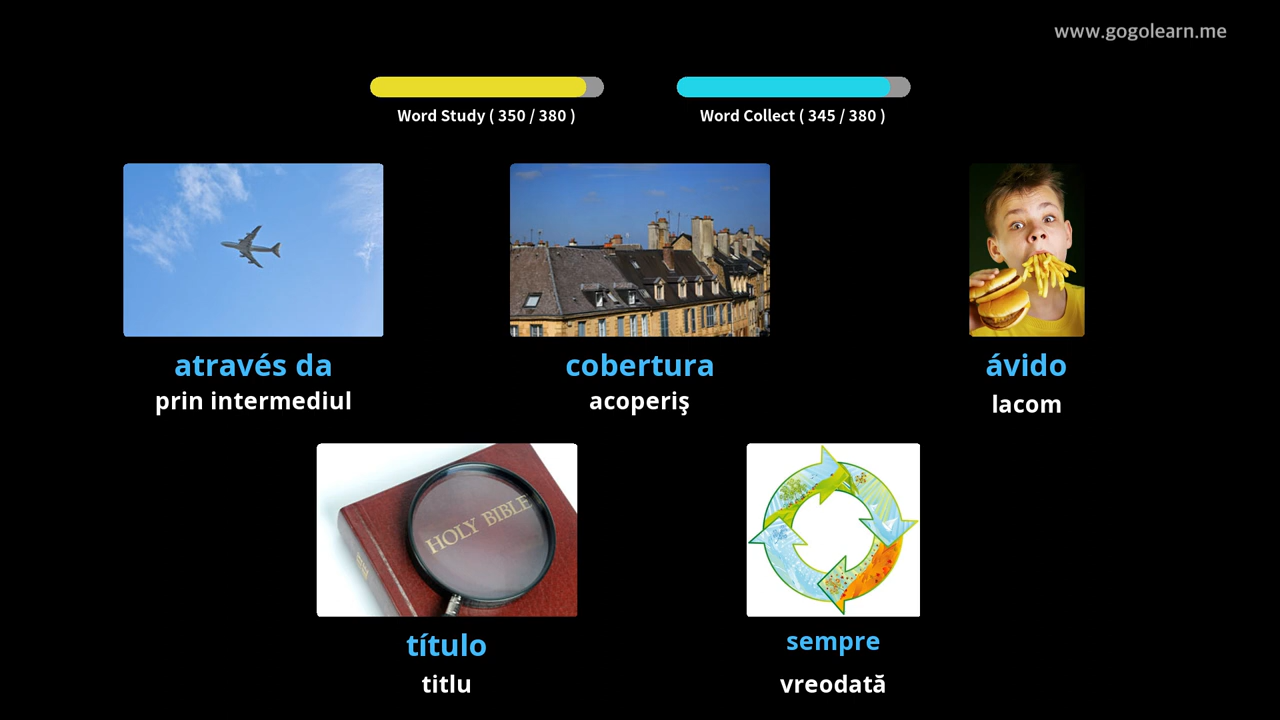 www.gogolearn.me
Word Study ( 350 / 380 )
Word Collect ( 345 / 380 )
através da
prin intermediul
cobertura
acoperiş
ávido
lacom
HOLY BIBLE
título
titlu
sempre
vreodată